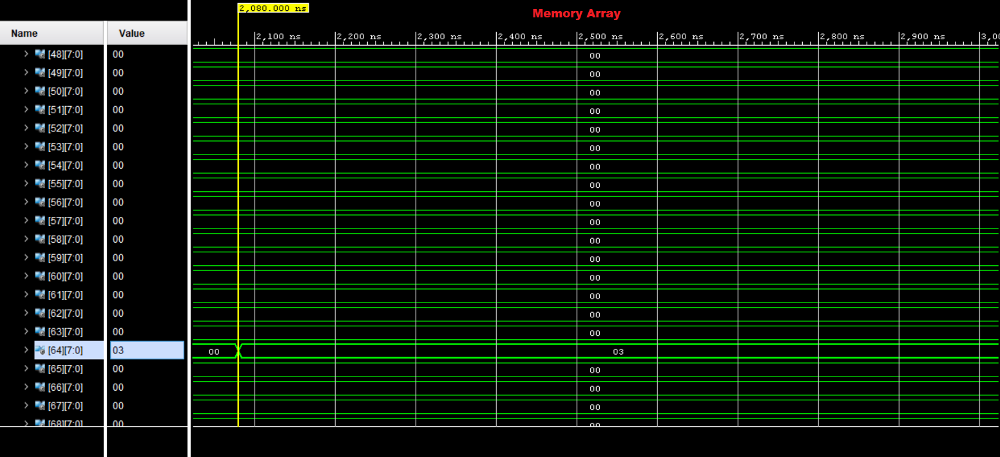 2,080.000 ns
Memory Array
Name Value
2,100 ns 2,200 ns 2,300 ns 2,400 ns 2,500 ns 2,600 ns 2,700 ns 2,800 ns 2,900 ns 3,00
[48][7:0] 00 00
[49][7:0] 00 00
[50][7:0] 00 00
[51][7:0] 00 00
[52][7:0] 00 00
[53][7:0] 00 00
[54][7:0] 00 00
[55][7:0] 00 00
[56][7:0] 00 00
[57][7:0] 00 00
[58][7:0] 00 00
[59][7:0] 00 00
[60][7:0] 00 00
[61][7:0] 00 00
[62][7:0] 00 00
[63][7:0] 00 00
[64][7:0] 03 00 03
[65][7:0] 00 00
[66][7:0] 00 00
[67][7:0] 00 00
[68][7:0] 00 00